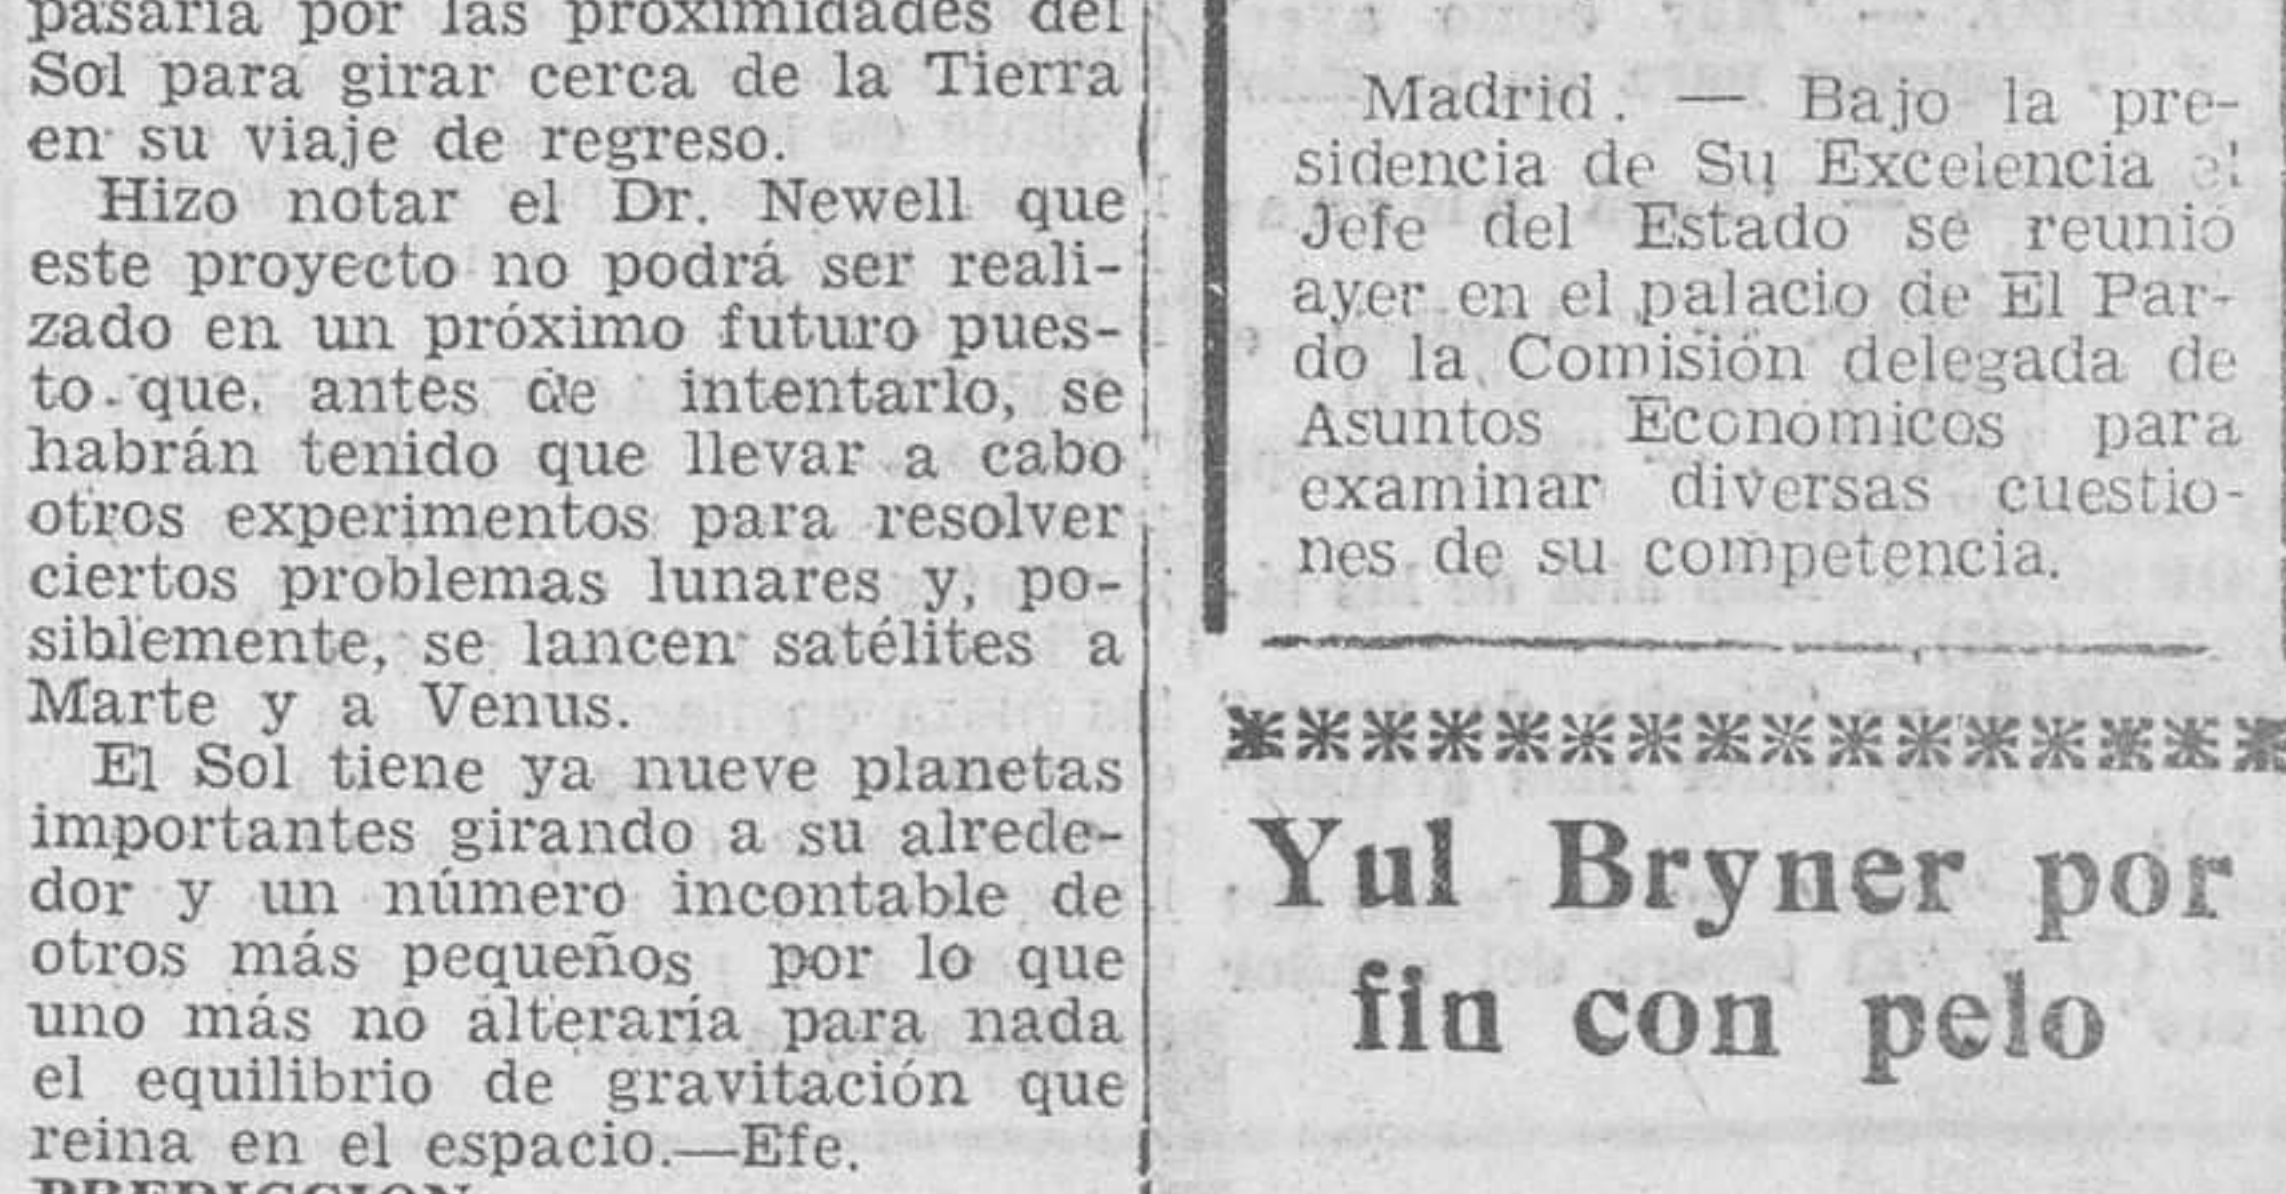 pasaría por las proximidades del
Sol para girar cerca de la Tierra
en su viaje de regreso.
Hizo notar el Dr. Newell que
este proyecto no podrá ser reali-
zado en un próximo futuro pues-
to que, antes de intentarlo, se
habrán tenido que llevar a cabo
otros experimentos para resolver
ciertos problemas lunares y, po-
siblemente, se lancen satélites a
Marte y a Venus.
El Sol tiene ya nueve planetas
importantes girando a su alrede-
dor y un número incontable de
otros más pequeños por lo que
uno más no alteraría para nada
el equilibrio de gravitación que
reina en el espacio.—Efe.
PREDICCION
Madrid. — Bajo la pre-
sidencia de Su Excelencia el
Jefe del Estado se reunió
ayer en el palacio de El Par-
do la Comisión delegada de
Asuntos Económicos para
examinar diversas cuestio-
nes de su competencia.
Yul Bryner por
fin con pelo